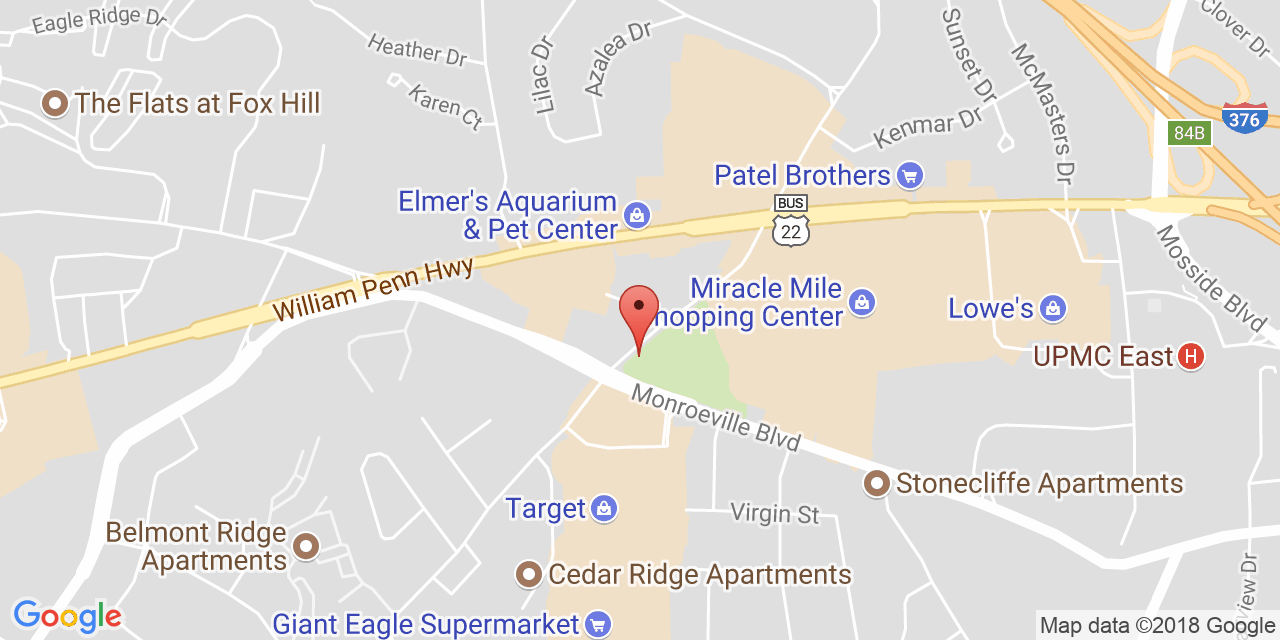 Eagle Ridge Dr
Heather Dr
Karen Ct
Lilac Dr
Azalea Dr
Sunset Dr
McMasters Dr
Clover Dr
Kenmar Dr
376
84B
The Flats at Fox Hill
Patel Brothers
Elmer's Aquarium
& Pet Center
BUS
22
William Penn Hwy
Mosside Blvd
Miracle Mile
hopping Center
Lowe's
UPMC East
Monroeville Blvd
Stonecliffe Apartments
Target
Virgin St
Belmont Ridge
Apartments
Cedar Ridge Apartments
view Dr
Giant Eagle Supermarket
Google
Map data ©2018 Google